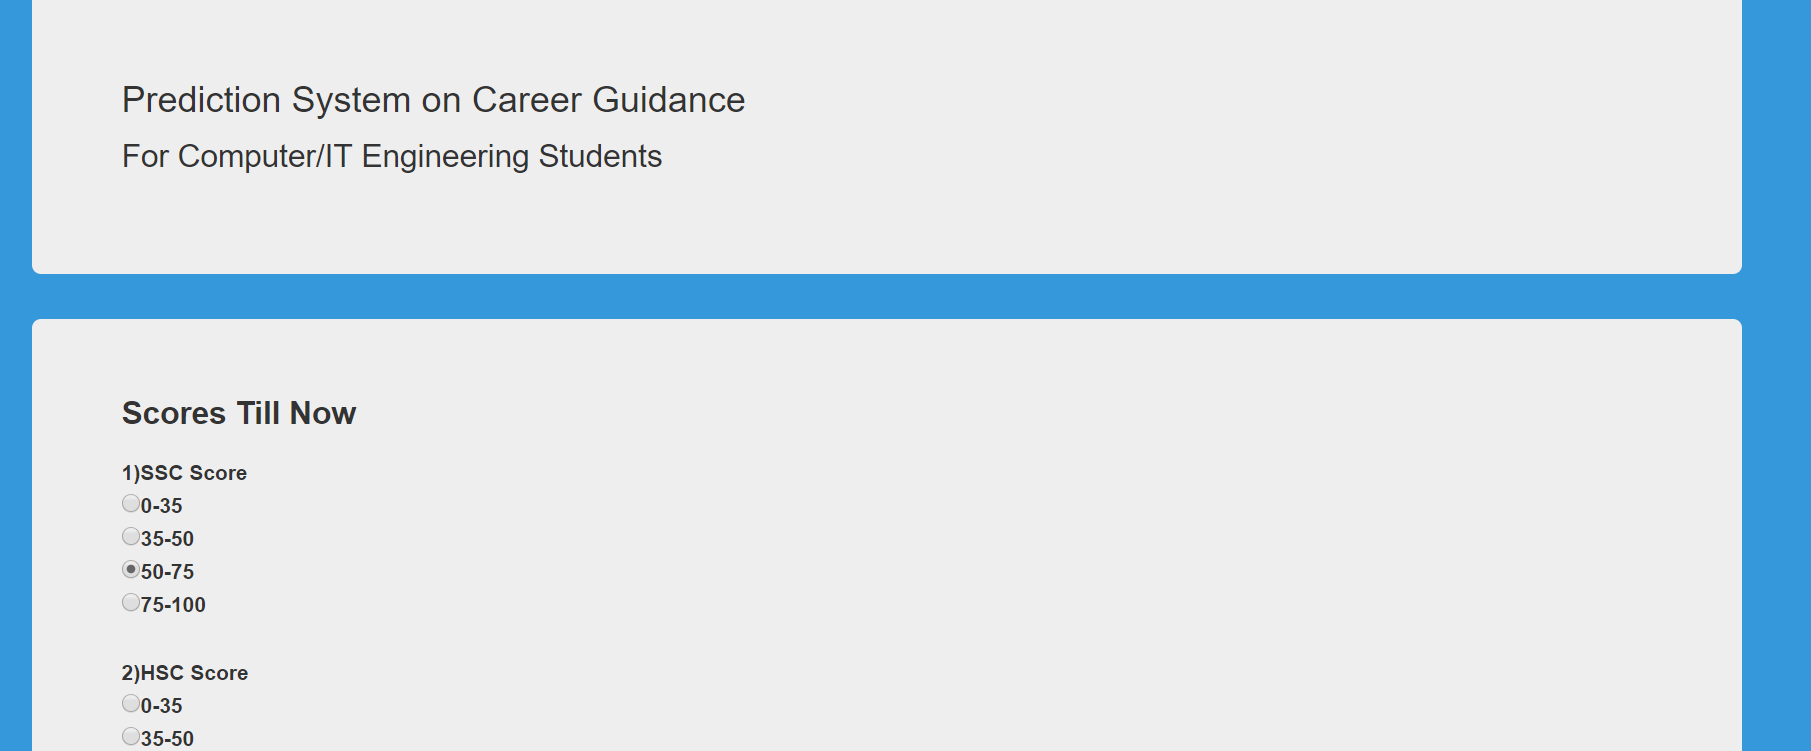 Prediction System on Career Guidance
For Computer/IT Engineering Students
Scores Till Now
1)SSC Score
0-35
35-50
50-75
75-100
2)HSC Score
0-35
35-50